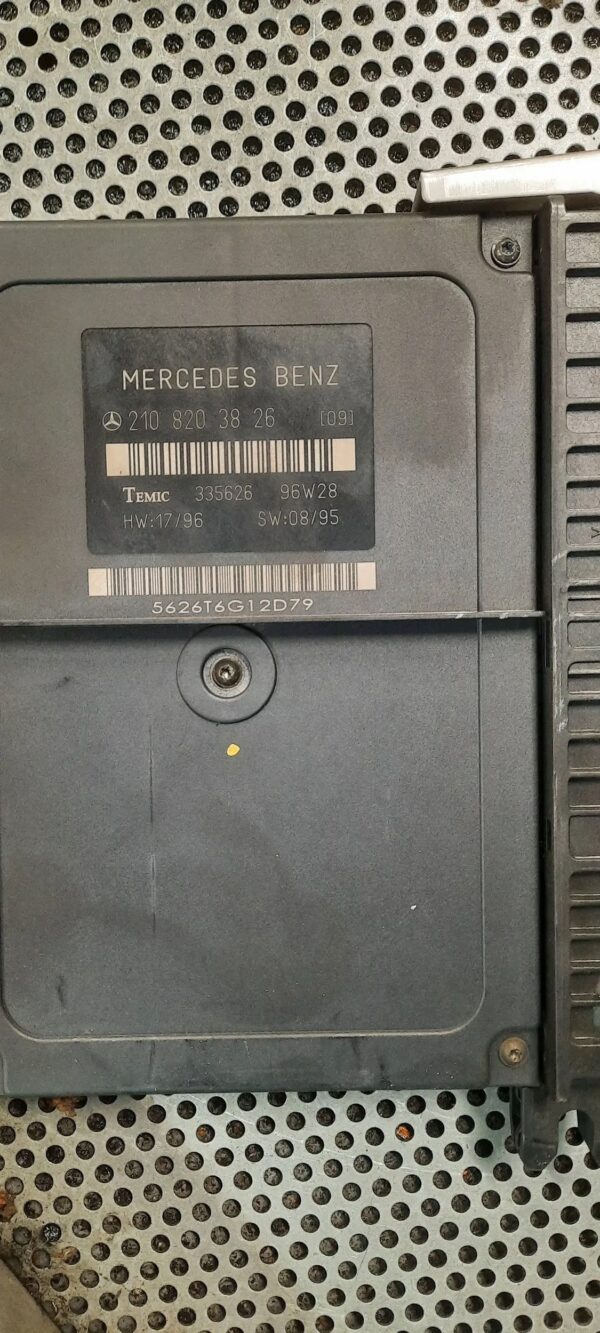 MERCEDES BENZ
210 820 38 26 [09]
TEMIC 335626 96W28
HW:17/96 SW:08/95
5626T6G12D79